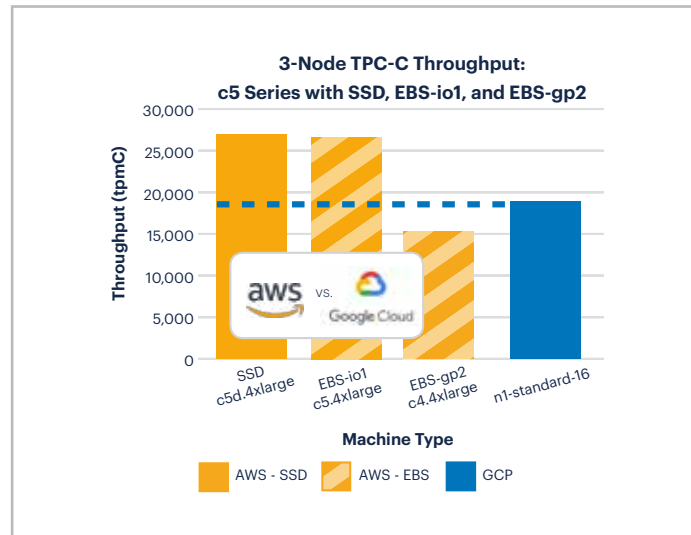 3-Node TPC-C Throughput:
c5 Series with SSD, EBS-io1, and EBS-gp2
Throughput (tpmC)
30,000
25,000
20,000
15,000
10,000
5,000
0
aws
vs.
Google Cloud
SSD
c5d.4xlarge
EBS-io1
c5.4xlarge
EBS-gp2
c4.4xlarge
n1-standard-16
Machine Type
AWS - SSD
AWS - EBS
GCP